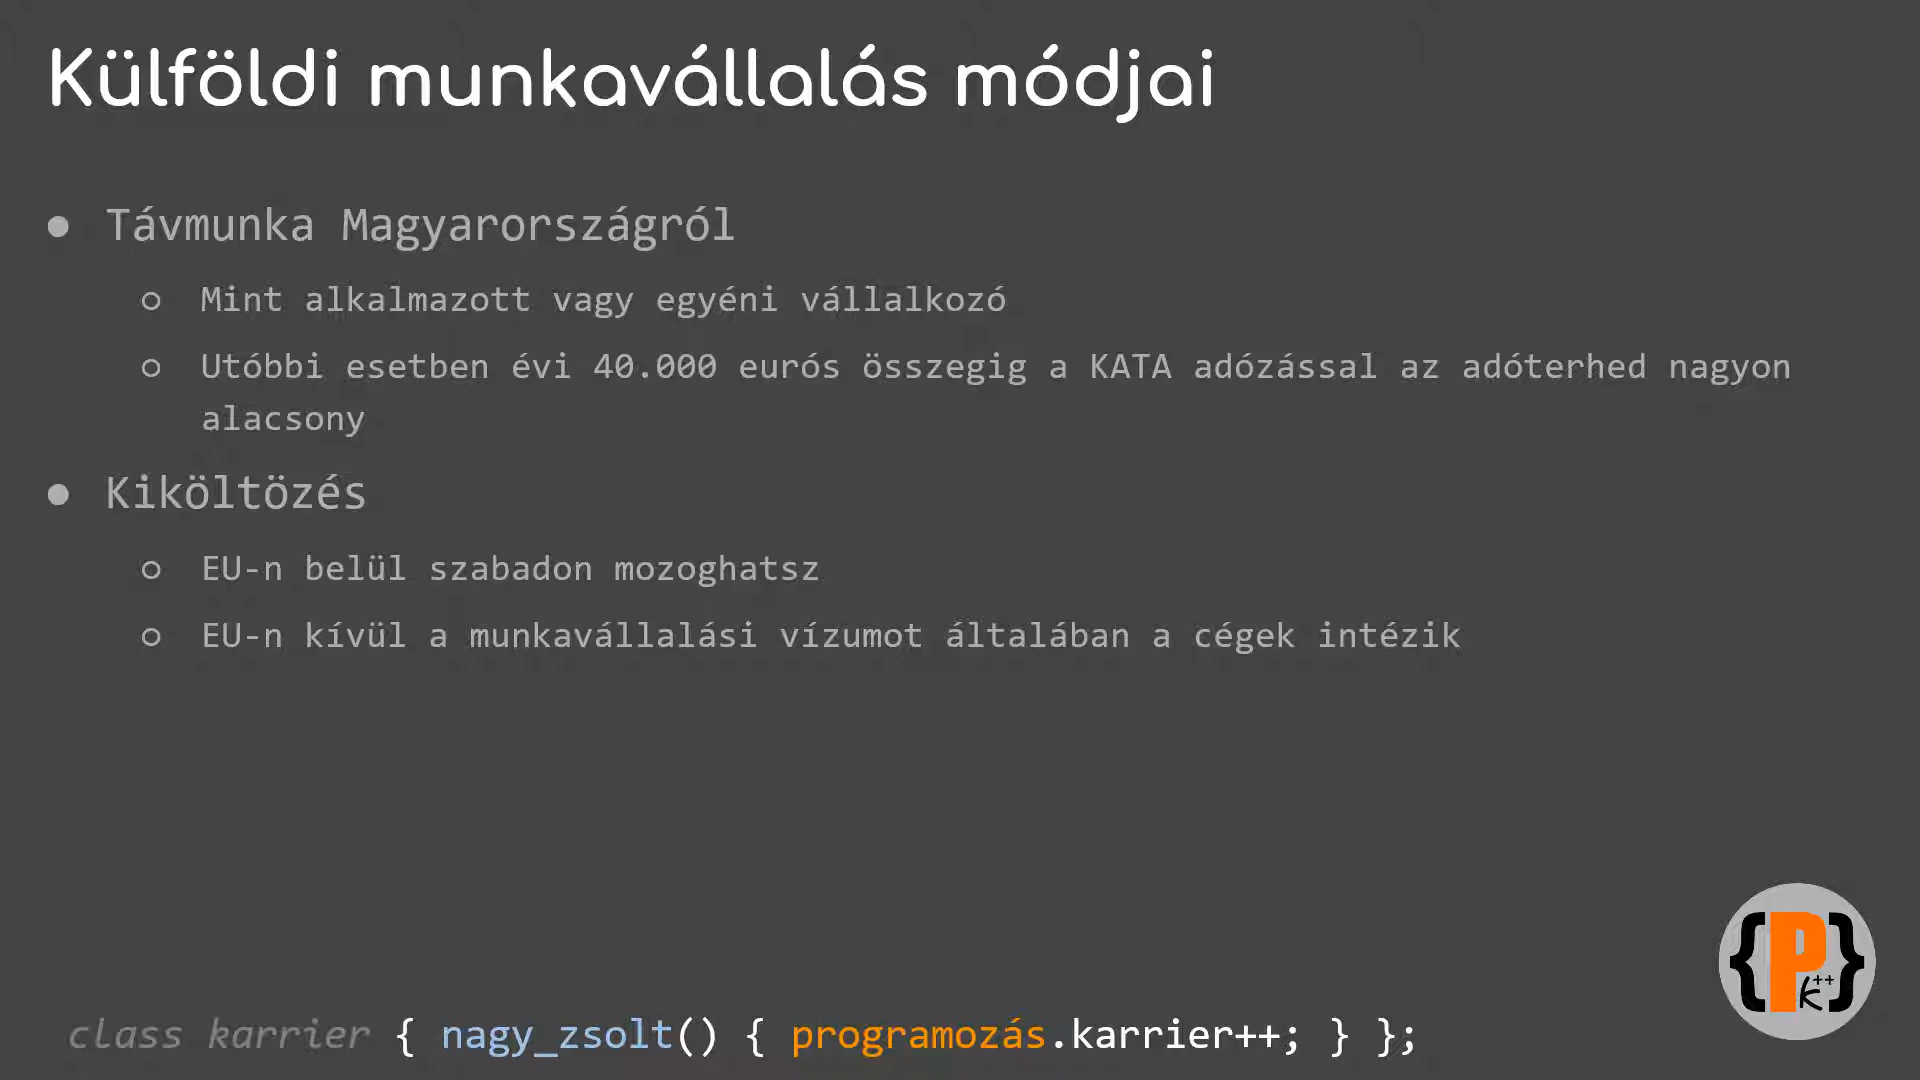 Külföldi munkavállalás módjai
● Távmunka Magyarországról
○ Mint alkalmazott vagy egyéni vállalkozó
○ Utóbbi esetben évi 40.000 eurós összegig a KATA adózással az adóterhed nagyon
alacsony
● Kiköltözés
○ EU-n belül szabadon mozoghatsz
○ EU-n kívül a munkavállalási vízumot általában a cégek intézik
{P k++}
class karrier { nagy_zsolt() { programozás.karrier++; } };